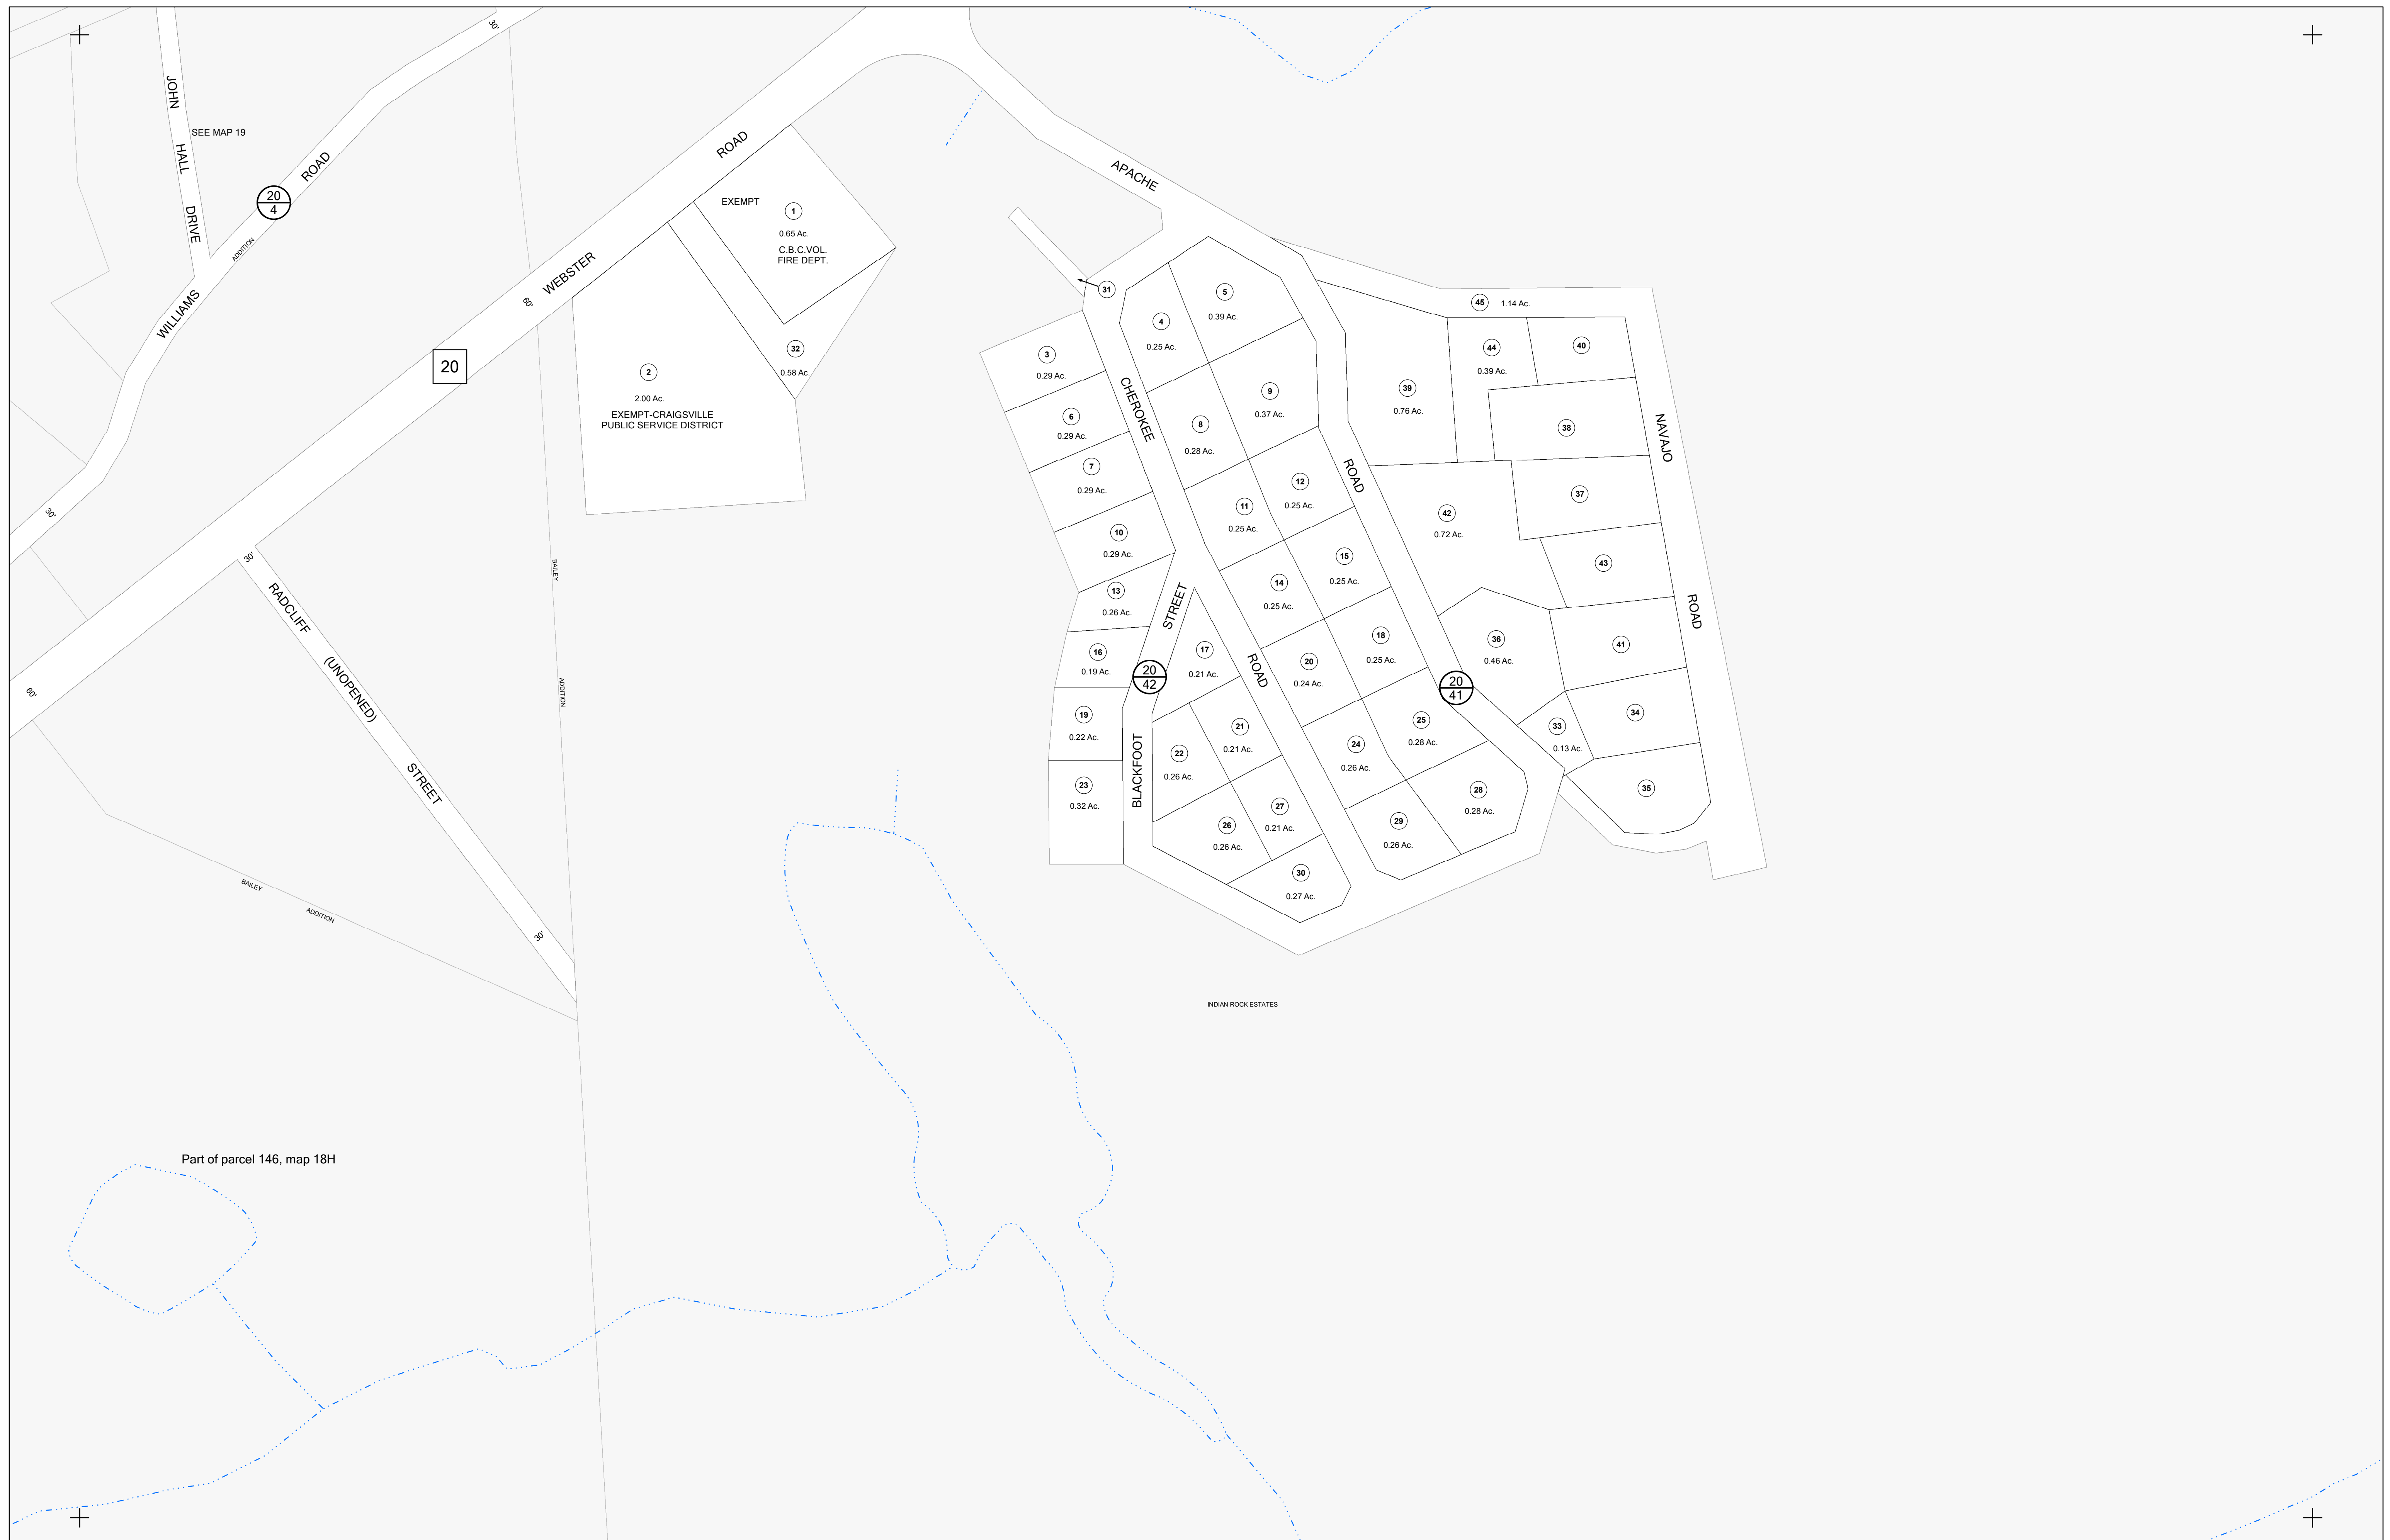 30'
JOHN
HALL
DRIVE
SEE MAP 19
20
4
ROAD
ADDITION
WILLIAMS
30'
ROAD
WEBSTER
60'
20
60'
EXEMPT
1
0.65 Ac.
C.B.C.VOL.
FIRE DEPT.
2
2.00 Ac.
EXEMPT-CRAIGSVILLE
PUBLIC SERVICE DISTRICT
32
0.58 Ac.
30'
RADCLIFF
(UNOPENED)
STREET
30'
BAILEY
ADDITION
BAILEY
ADDITION
APACHE
ROAD
31
3
0.29 Ac.
4
0.25 Ac.
5
0.39 Ac.
6
0.29 Ac.
7
0.29 Ac.
8
0.28 Ac.
9
0.37 Ac.
10
0.29 Ac.
11
0.25 Ac.
12
0.25 Ac.
13
0.26 Ac.
14
0.25 Ac.
15
0.25 Ac.
16
0.19 Ac.
17
0.21 Ac.
18
0.25 Ac.
19
0.22 Ac.
20
0.24 Ac.
21
0.21 Ac.
22
0.26 Ac.
23
0.32 Ac.
24
0.26 Ac.
25
0.28 Ac.
26
0.26 Ac.
27
0.21 Ac.
28
0.28 Ac.
29
0.26 Ac.
30
0.27 Ac.
CHEROKEE
ROAD
STREET
BLACKFOOT
20
42
20
41
45
1.14 Ac.
44
0.39 Ac.
40
39
0.76 Ac.
38
37
42
0.72 Ac.
43
36
0.46 Ac.
41
33
0.13 Ac.
34
35
NAVAJO
ROAD
INDIAN ROCK ESTATES
Part of parcel 146, map 18H